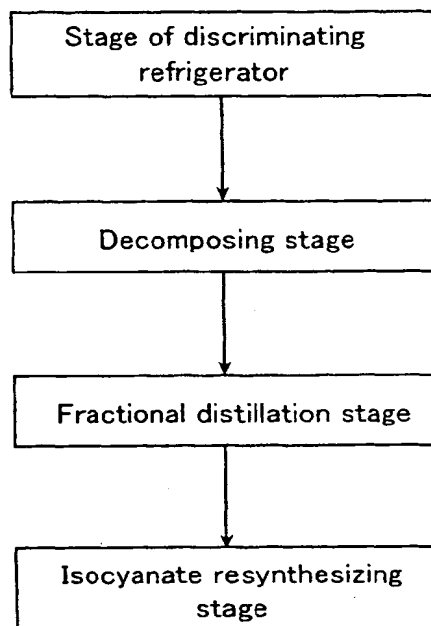 Stage of discriminating
refrigerator
Decomposing stage
Fractional distillation stage
Isocyanate resynthesizing
stage